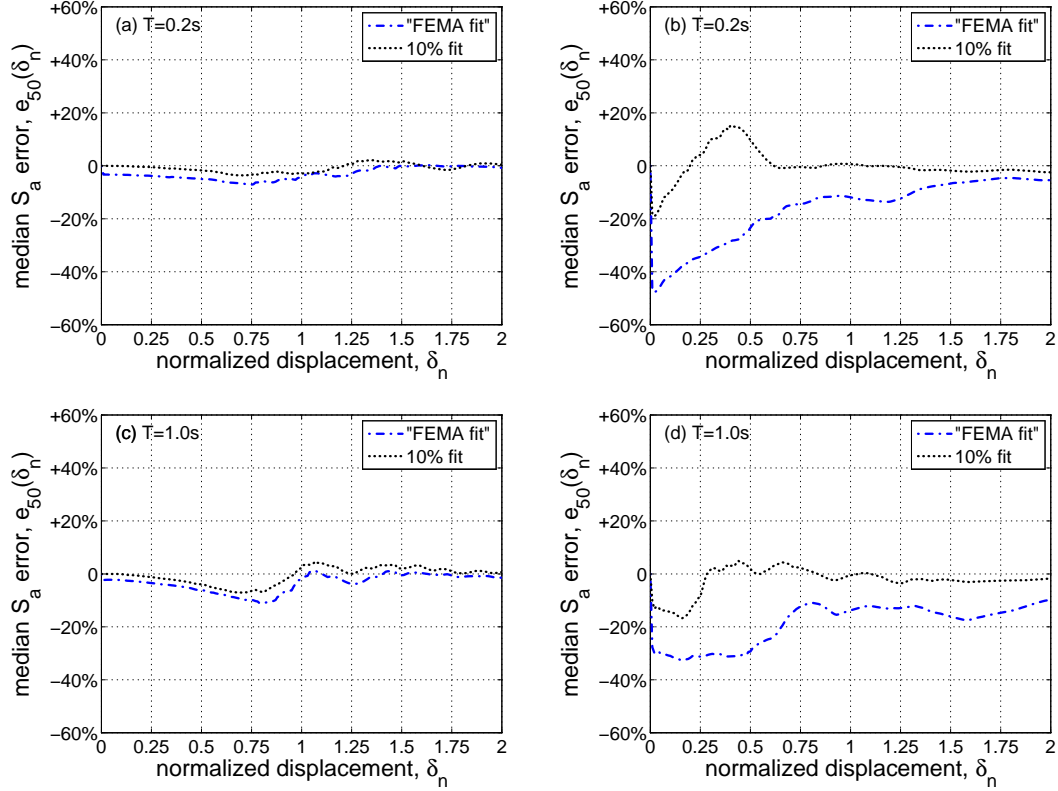 (a) T=0.2s
"FEMA fit"
10% fit
+60%
+40%
+20%
0
−20%
−40%
−60%
median S_a error, e_50(δ_n)
0 0.25 0.5 0.75 1 1.25 1.5 1.75 2
normalized displacement, δ_n
(b) T=0.2s
"FEMA fit"
10% fit
+60%
+40%
+20%
0
−20%
−40%
−60%
median S_a error, e_50(δ_n)
0 0.25 0.5 0.75 1 1.25 1.5 1.75 2
normalized displacement, δ_n
(c) T=1.0s
"FEMA fit"
10% fit
+60%
+40%
+20%
0
−20%
−40%
−60%
median S_a error, e_50(δ_n)
0 0.25 0.5 0.75 1 1.25 1.5 1.75 2
normalized displacement, δ_n
(d) T=1.0s
"FEMA fit"
10% fit
+60%
+40%
+20%
0
−20%
−40%
−60%
median S_a error, e_50(δ_n)
0 0.25 0.5 0.75 1 1.25 1.5 1.75 2
normalized displacement, δ_n